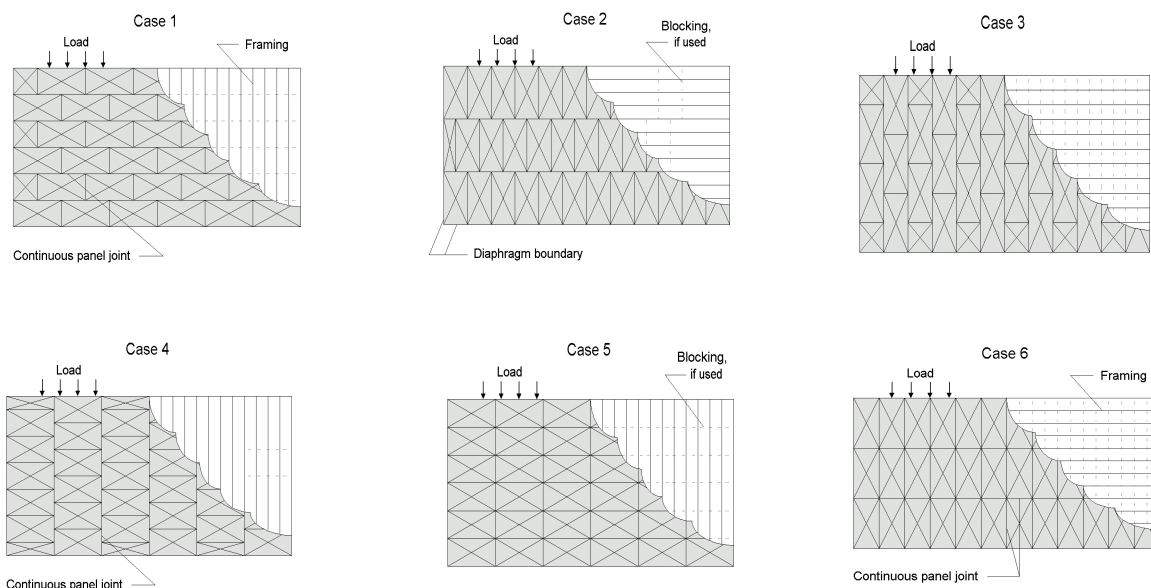 Case 1
Load
Framing
Continuous panel joint
Case 2
Load
Blocking,
if used
Diaphragm boundary
Case 3
Load
Case 4
Load
Continuous panel joint
Case 5
Load
Blocking,
if used
Case 6
Load
Framing
Continuous panel joint